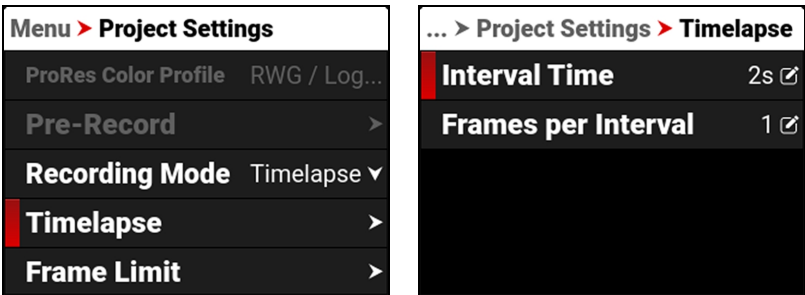 Menu ➤ Project Settings
ProRes Color Profile RWG / Log...
Pre-Record
Recording Mode Timelapse
Timelapse
Frame Limit
... ➤ Project Settings ➤ Timelapse
Interval Time 2s
Frames per Interval 1